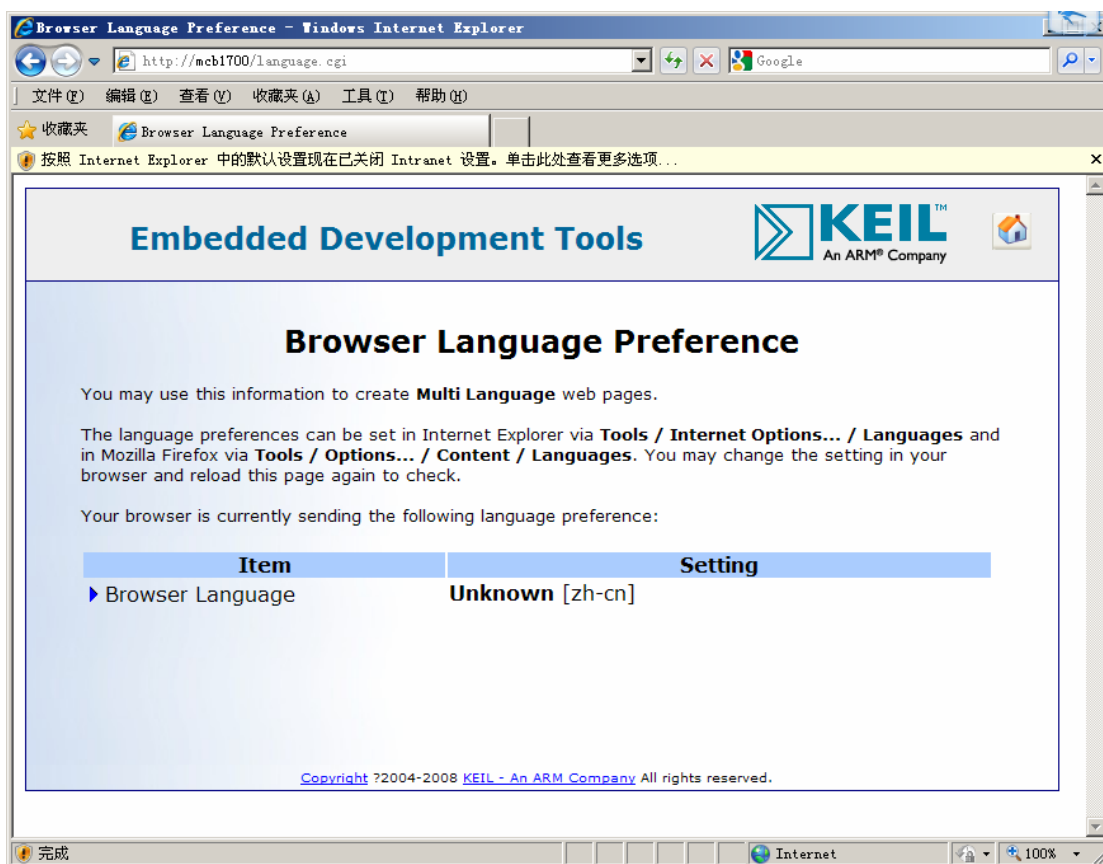 Browser Language Preference - Windows Internet Explorer
http://mcb1700/language.cgi
Google
文件(F) 编辑(E) 查看(V) 收藏夹(A) 工具(T) 帮助(H)
收藏夹 Browser Language Preference
按照 Internet Explorer 中的默认设置现在已关闭 Intranet 设置。单击此处查看更多选项...
Embedded Development Tools
KEIL™
An ARM® Company
Browser Language Preference
You may use this information to create Multi Language web pages.
The language preferences can be set in Internet Explorer via Tools / Internet Options... / Languages and
in Mozilla Firefox via Tools / Options... / Content / Languages. You may change the setting in your
browser and reload this page again to check.
Your browser is currently sending the following language preference:
Item Setting
Browser Language Unknown [zh-cn]
Copyright ?2004-2008 KEIL - An ARM Company All rights reserved.
完成 Internet 100%